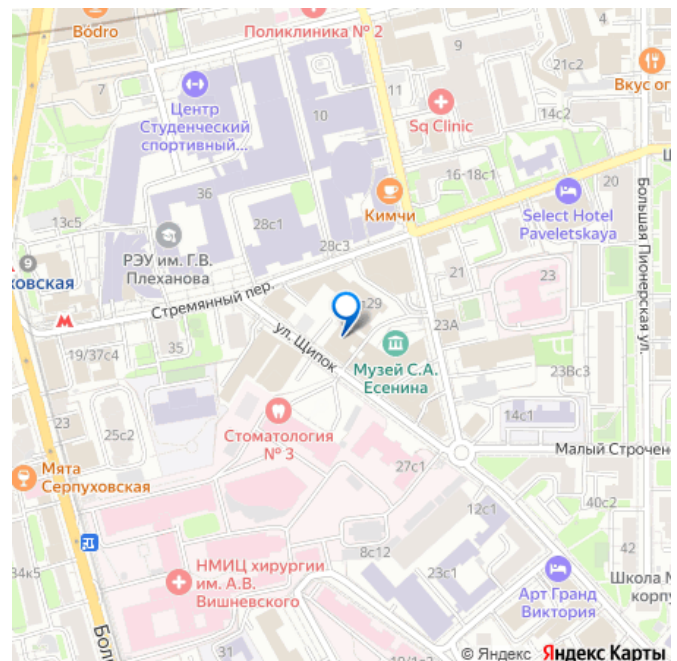 Bödro
Поликлиника № 2
7
9
21с2
Вкус ог
11
Центр
Студенческий
спортивный...
10
Sq Clinic
14с2
16-18с1
36
Кимчи
Select Hotel
Paveletskaya
20
13с5
28с1
28с3
РЭУ им. Г.В.
Плеханова
9
ховская
Стремянный пер.
21
23
Большая Пионерская ул.
23А
19/37с4
35
ул. Щипок
Музей С.А.
Есенина
23Вс3
23
25с2
Стоматология
№ 3
14с1
Малый Строчен
Мята
Серпуховская
27с1
12с1
40с2
42
8с12
23с1
34к5
НМИЦ хирургии
им. А.В.
Вишневского
Арт Гранд
Виктория
Школа №
корпу
31
Бол
© Яндекс Яндекс Карты